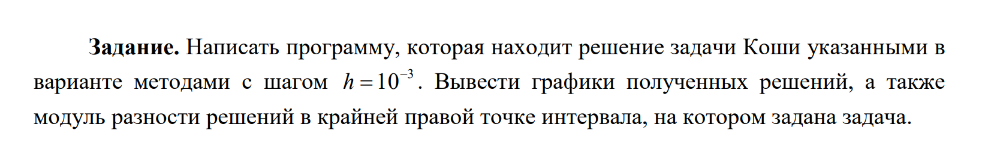 Задание. Написать программу, которая находит решение задачи Коши указанными в
варианте методами с шагом h = 10⁻³. Вывести графики полученных решений, а также
модуль разности решений в крайней правой точке интервала, на котором задана задача.